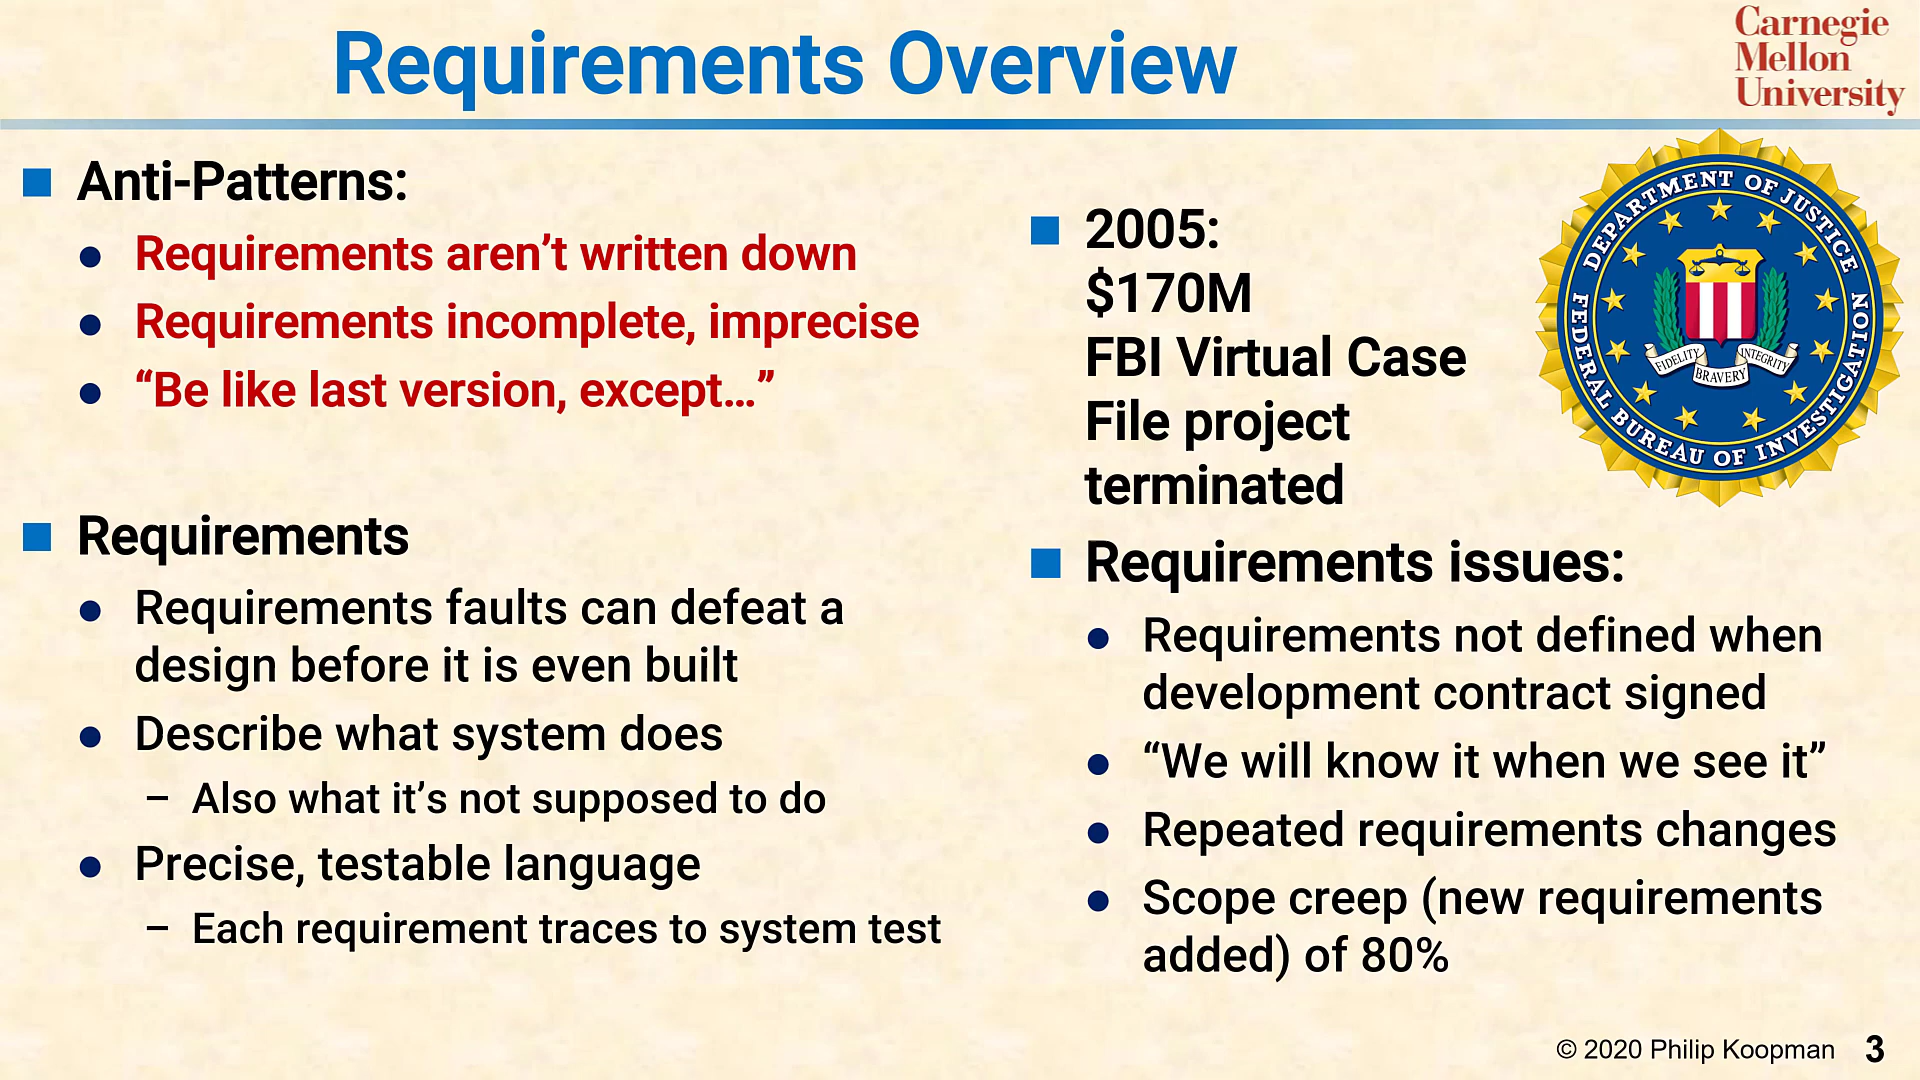 Requirements Overview
Carnegie
Mellon
University
■ Anti-Patterns:
● Requirements aren’t written down
● Requirements incomplete, imprecise
● “Be like last version, except…”
■ Requirements
● Requirements faults can defeat a
design before it is even built
● Describe what system does
– Also what it’s not supposed to do
● Precise, testable language
– Each requirement traces to system test
■ 2005:
$170M
FBI Virtual Case
File project
terminated
DEPARTMENT OF JUSTICE
FEDERAL BUREAU OF INVESTIGATION
FIDELITY
BRAVERY
INTEGRITY
■ Requirements issues:
● Requirements not defined when
development contract signed
● “We will know it when we see it”
● Repeated requirements changes
● Scope creep (new requirements
added) of 80%
© 2020 Philip Koopman 3